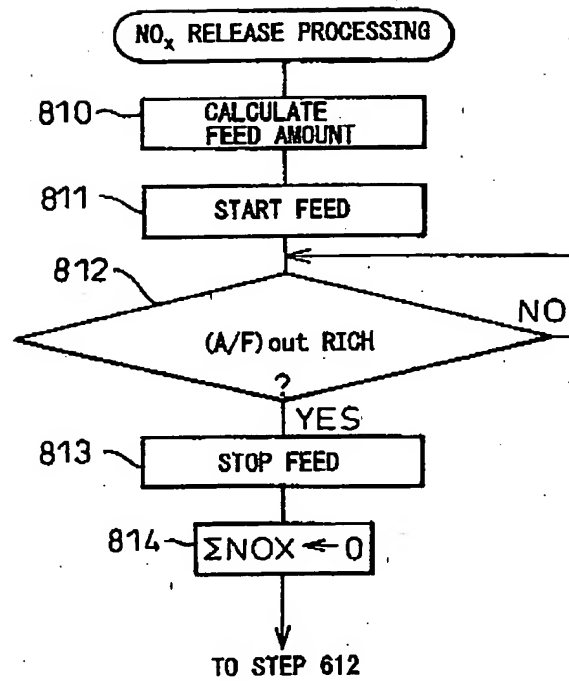 NOx RELEASE PROCESSING
810
CALCULATE
FEED AMOUNT
811
START FEED
812
NO
(A/F) out RICH
?
YES
813
STOP FEED
814
ΣNOX ← 0
TO STEP 612